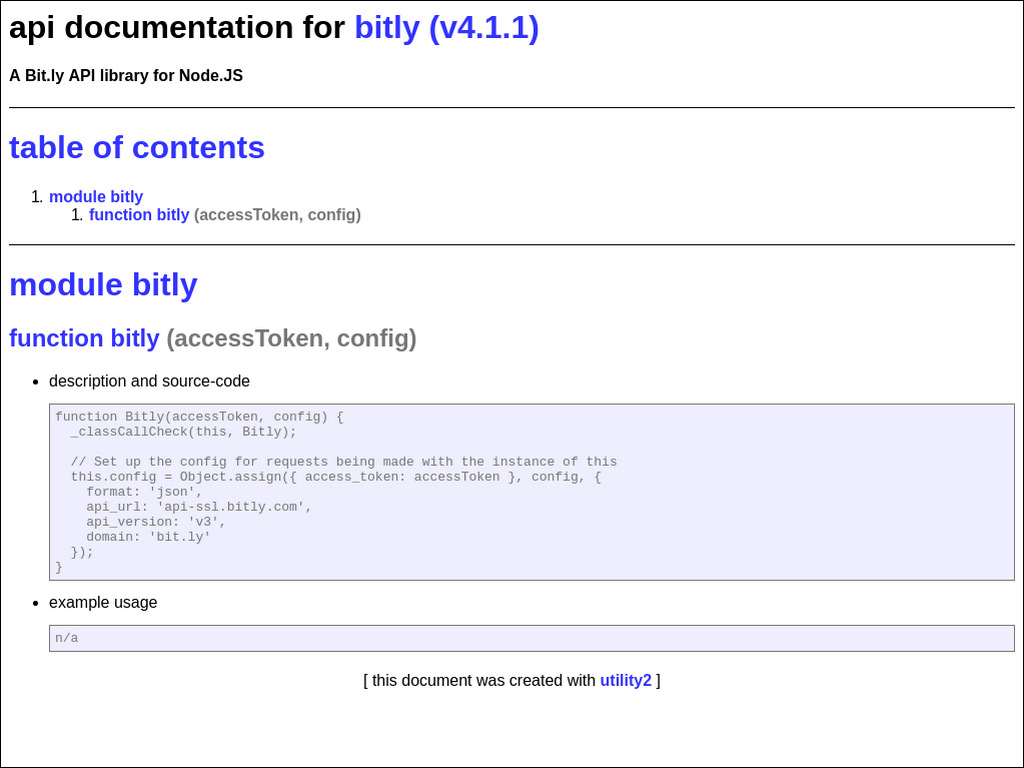 api documentation for bitly (v4.1.1)
A Bit.ly API library for Node.JS
table of contents
1. module bitly
1. function bitly (accessToken, config)
module bitly
function bitly (accessToken, config)
• description and source-code
function Bitly(accessToken, config) {
  _classCallCheck(this, Bitly);
  // Set up the config for requests being made with the instance of this
  this.config = Object.assign({ access_token: accessToken }, config, {
    format: 'json',
    api_url: 'api-ssl.bitly.com',
    api_version: 'v3',
    domain: 'bit.ly'
  });
}
• example usage
n/a
[ this document was created with utility2 ]